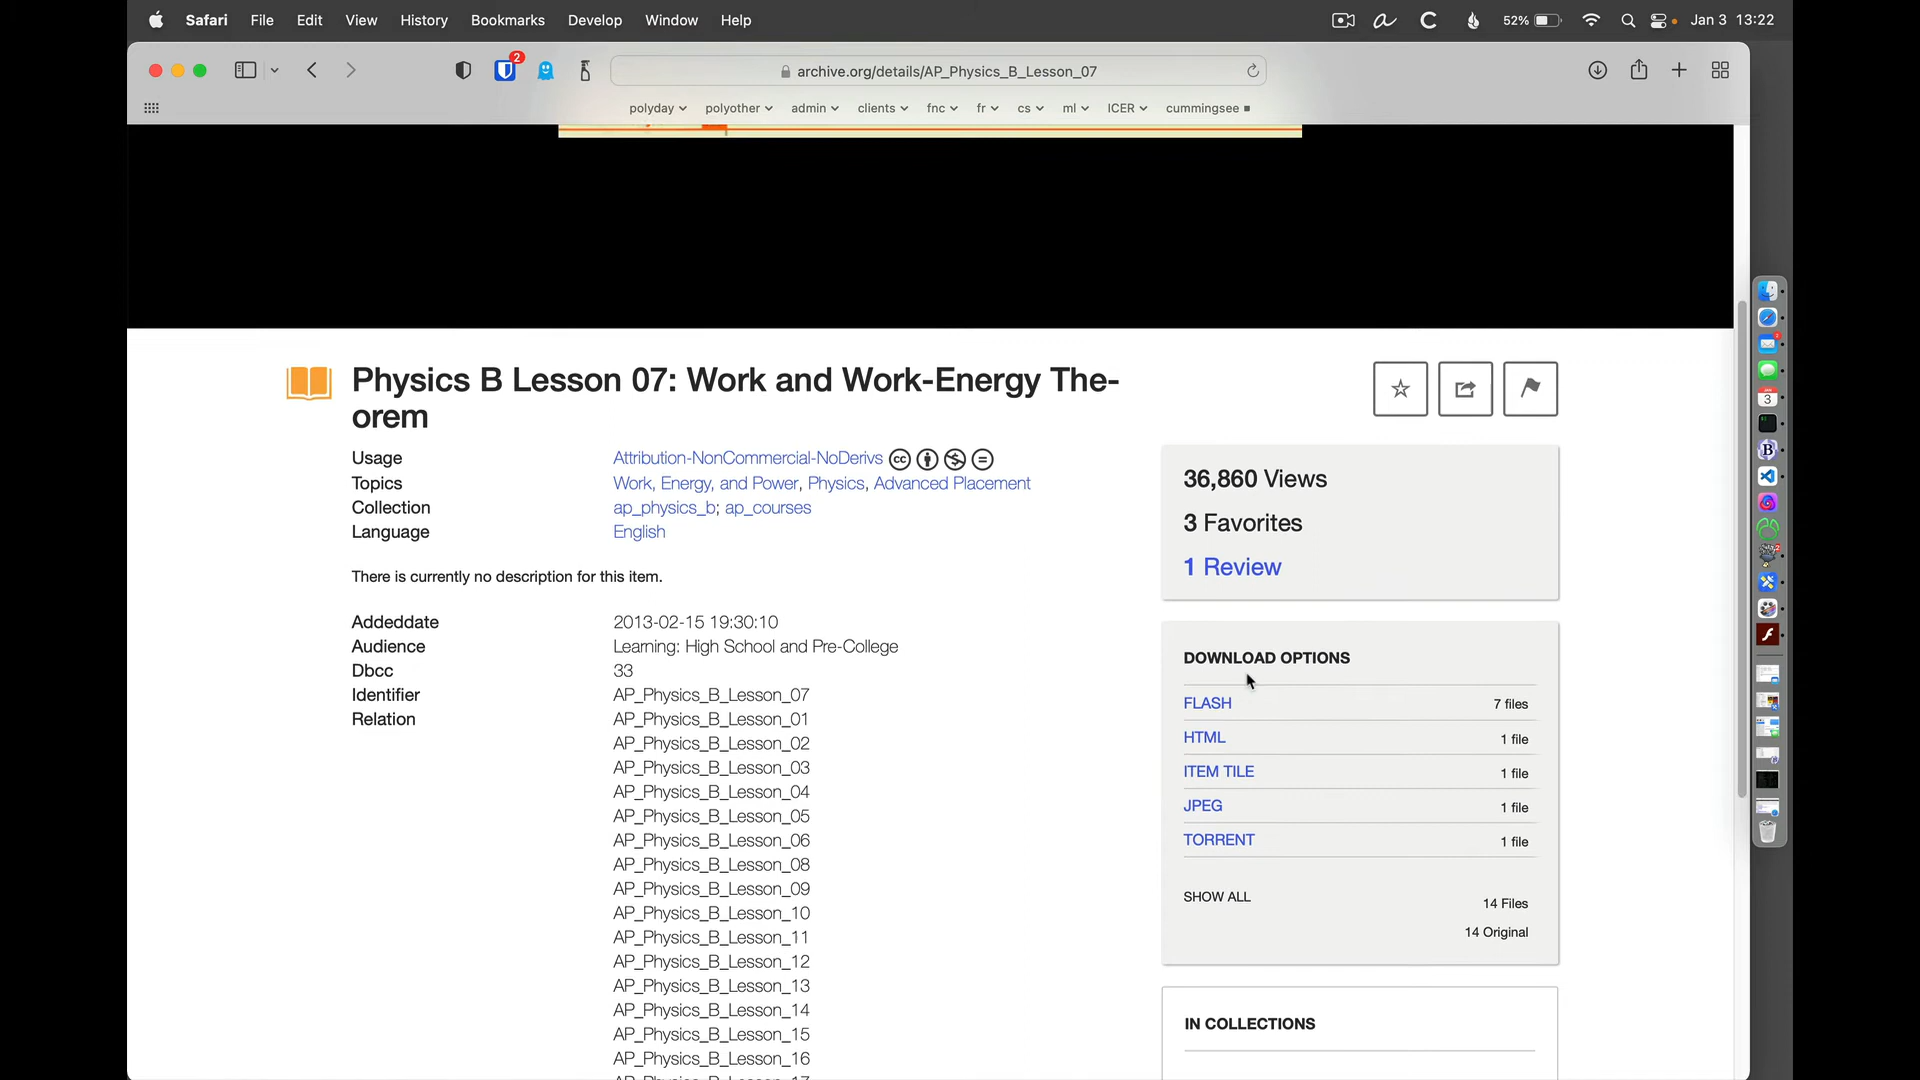 Safari File Edit View History Bookmarks Develop Window Help 52% Jan 3 13:22
2
archive.org/details/AP_Physics_B_Lesson_07
polyday polyother admin clients fnc fr cs ml ICER cummingsee
Physics B Lesson 07: Work and Work-Energy The-
orem
Usage Attribution-NonCommercial-NoDerivs cc
Topics Work, Energy, and Power, Physics, Advanced Placement
Collection ap_physics_b; ap_courses
Language English
There is currently no description for this item.
Addeddate 2013-02-15 19:30:10
Audience Learning: High School and Pre-College
Dbcc 33
Identifier AP_Physics_B_Lesson_07
Relation AP_Physics_B_Lesson_01
AP_Physics_B_Lesson_02
AP_Physics_B_Lesson_03
AP_Physics_B_Lesson_04
AP_Physics_B_Lesson_05
AP_Physics_B_Lesson_06
AP_Physics_B_Lesson_08
AP_Physics_B_Lesson_09
AP_Physics_B_Lesson_10
AP_Physics_B_Lesson_11
AP_Physics_B_Lesson_12
AP_Physics_B_Lesson_13
AP_Physics_B_Lesson_14
AP_Physics_B_Lesson_15
AP_Physics_B_Lesson_16
36,860 Views
3 Favorites
1 Review
DOWNLOAD OPTIONS
FLASH 7 files
HTML 1 file
ITEM TILE 1 file
JPEG 1 file
TORRENT 1 file
SHOW ALL 14 Files
14 Original
IN COLLECTIONS